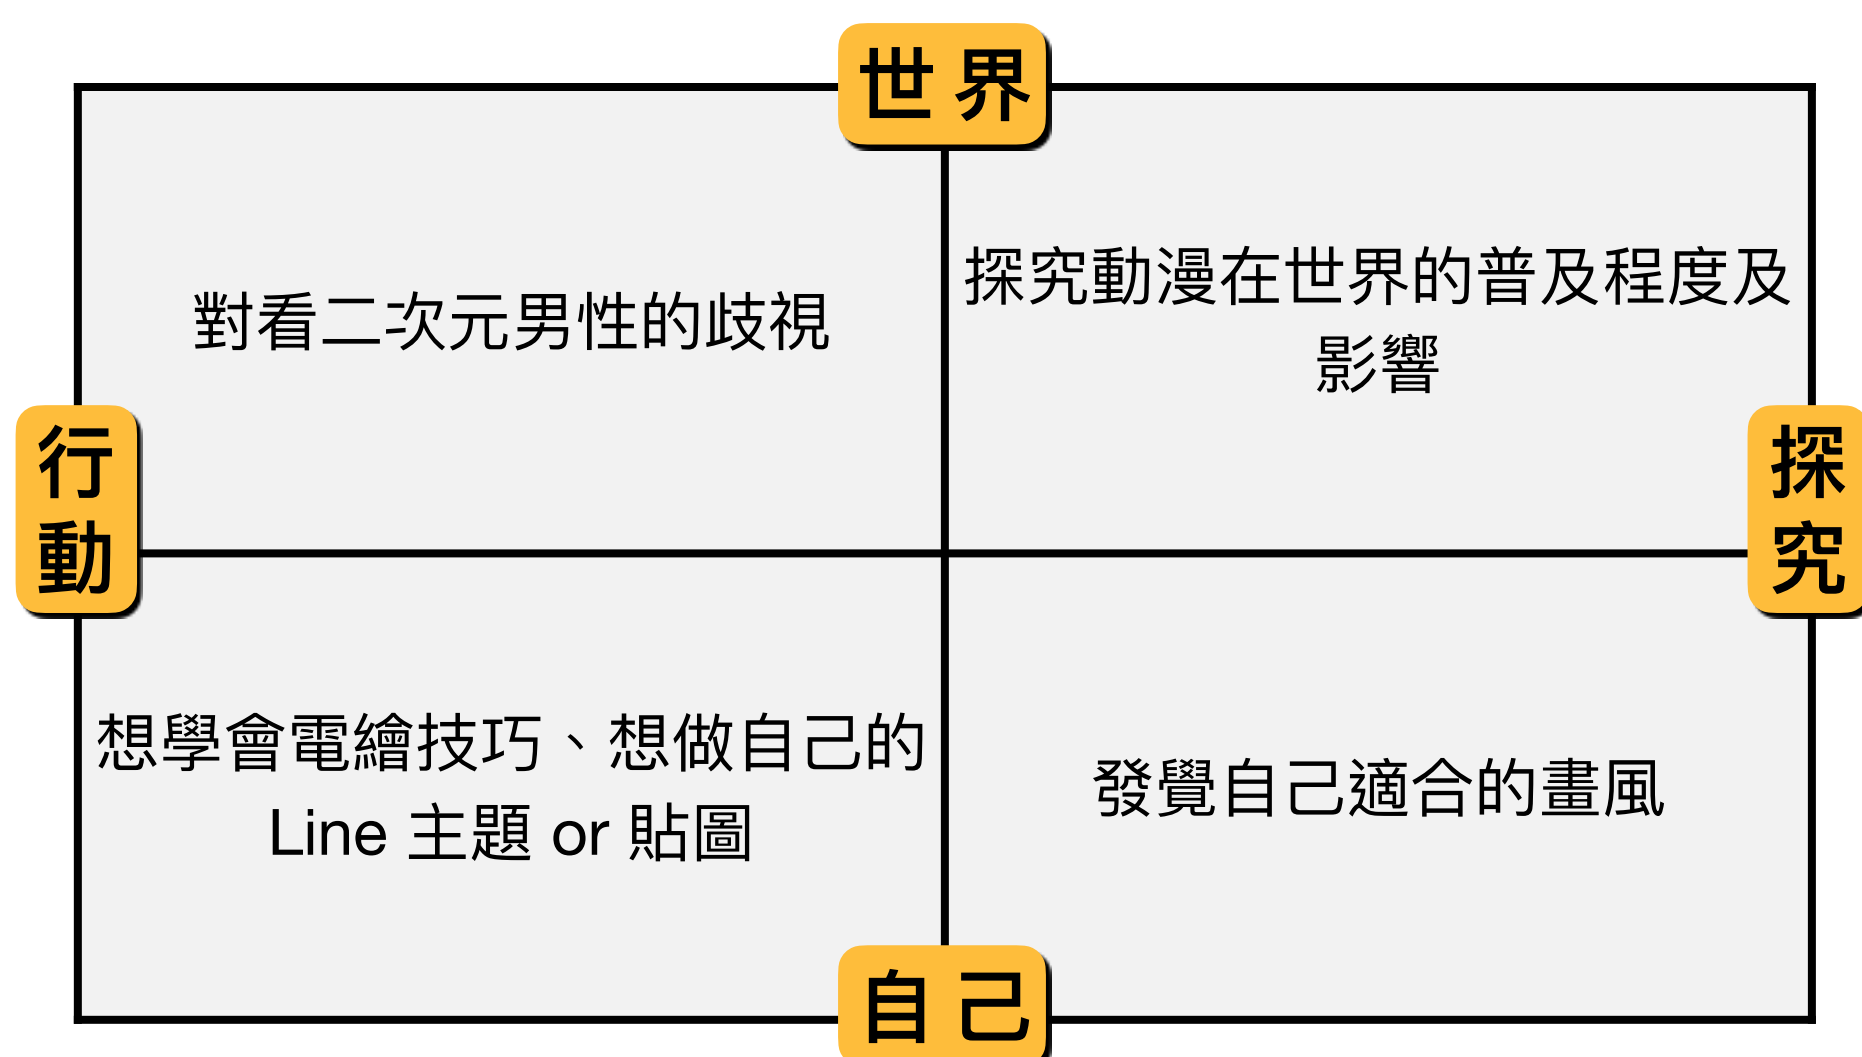 世界
對看二次元男性的歧視
探究動漫在世界的普及程度及
影響
行動
探究
想學會電繪技巧、想做自己的
Line 主題 or 貼圖
發覺自己適合的畫風
自己